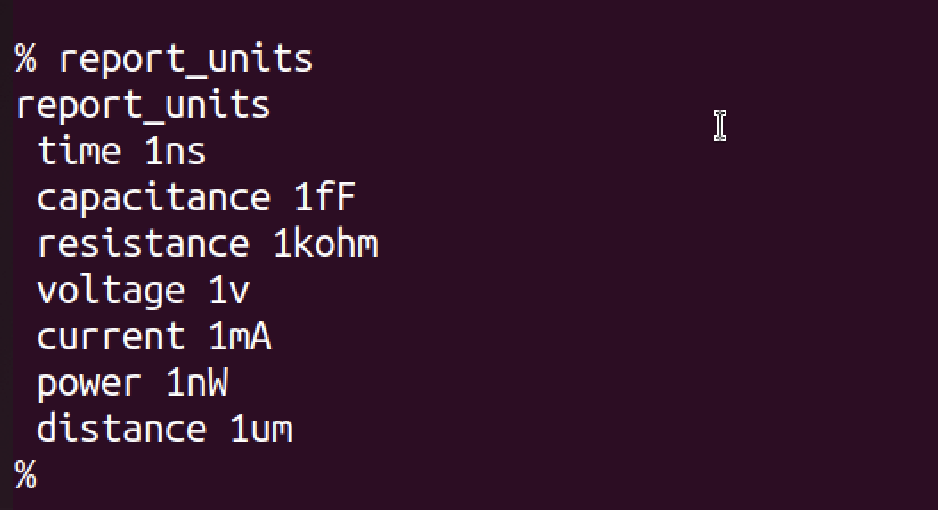 % report_units
report_units
time 1ns
capacitance 1fF
resistance 1kohm
voltage 1v
current 1mA
power 1nW
distance 1um
%